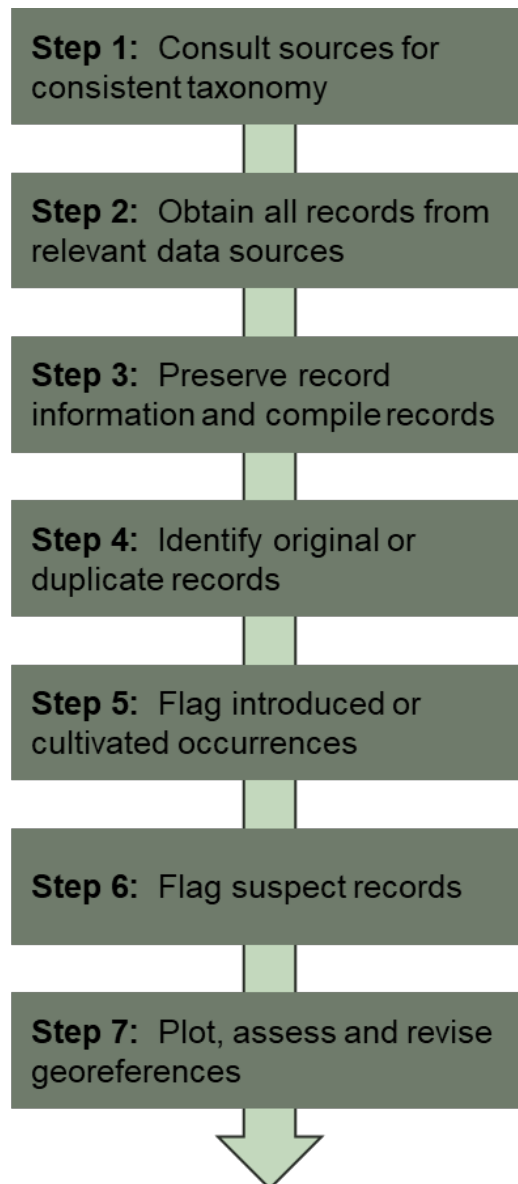 Step 1: Consult sources for
consistent taxonomy
Step 2: Obtain all records from
relevant data sources
Step 3: Preserve record
information and compile records
Step 4: Identify original or
duplicate records
Step 5: Flag introduced or
cultivated occurrences
Step 6: Flag suspect records
Step 7: Plot, assess and revise
georeferences